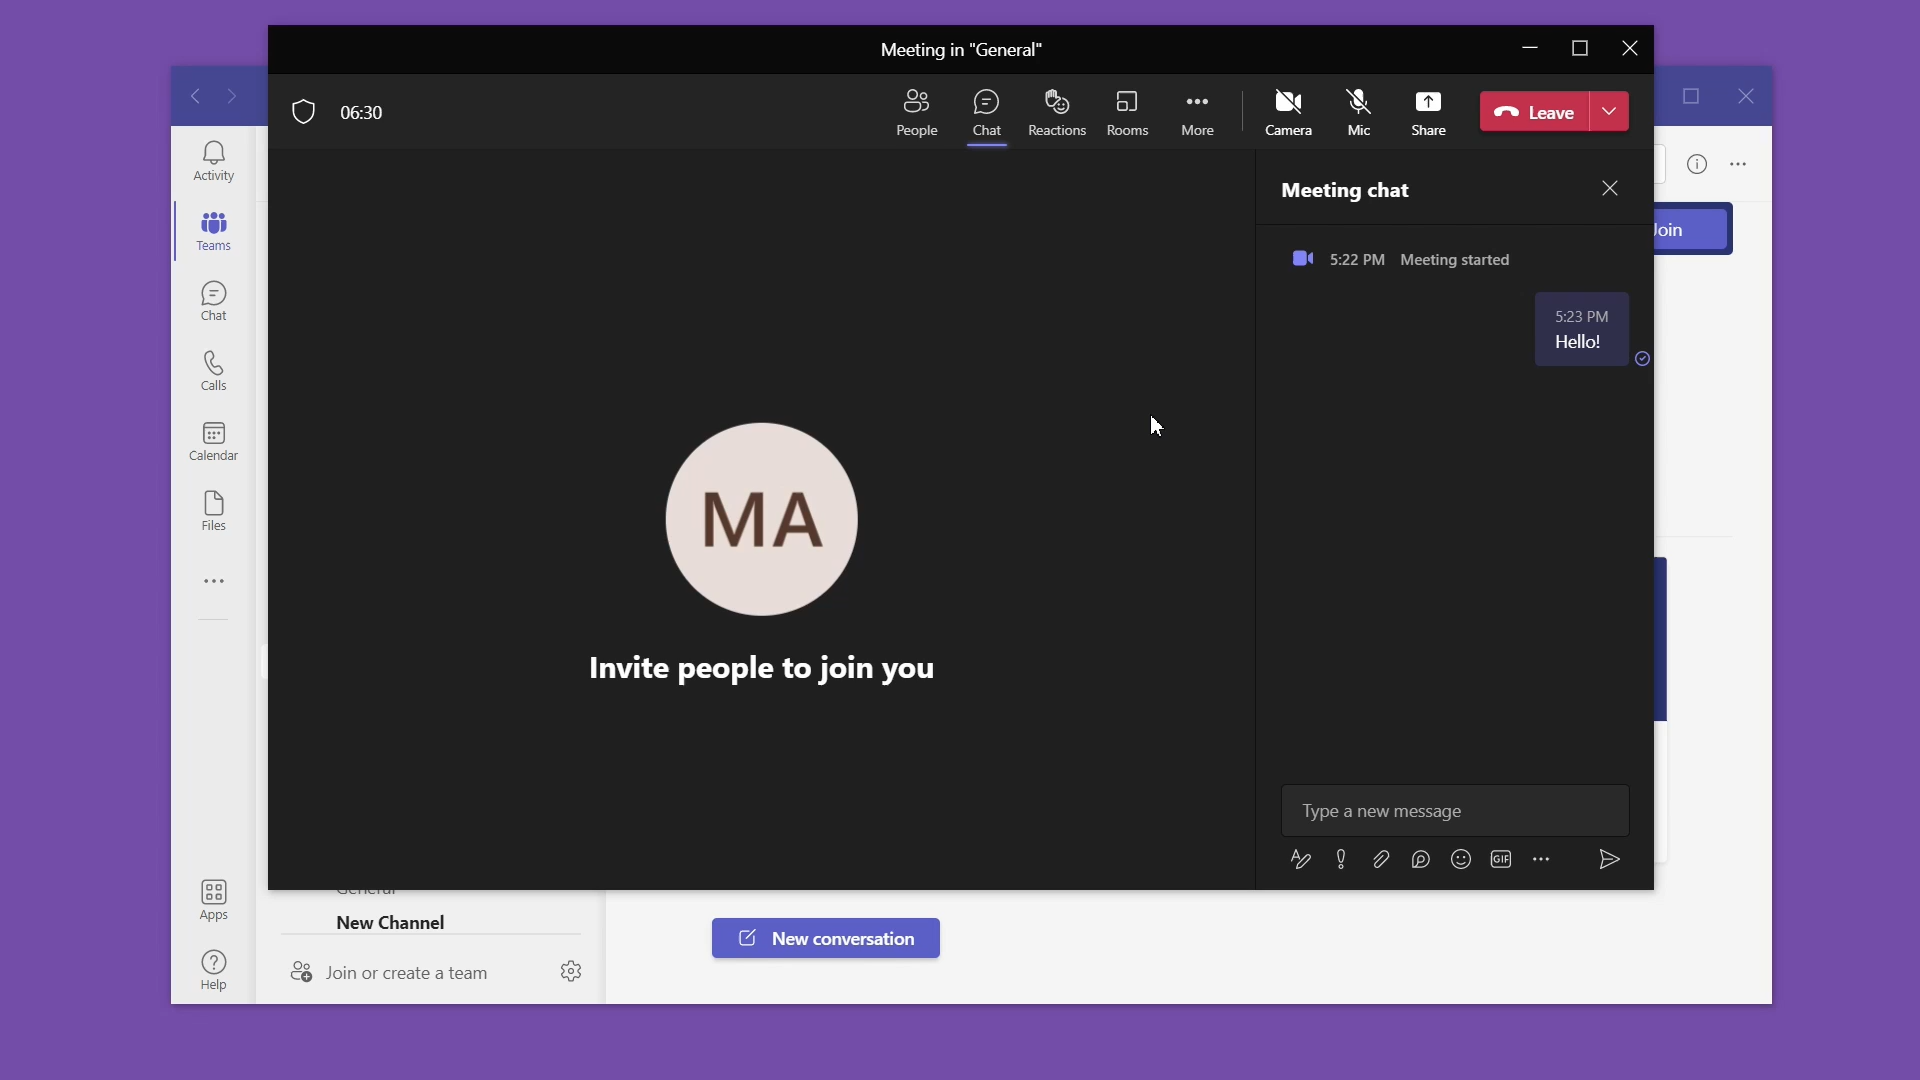 Meeting in "General"
06:30
People
Chat
Reactions
Rooms
More
Camera
Mic
Share
Leave
Activity
Teams
Chat
Calls
Calendar
Files
Apps
Help
Meeting chat
Join
5:22 PM Meeting started
5:23 PM
Hello!
MA
Invite people to join you
Type a new message
GIF
General
New Channel
Join or create a team
New conversation